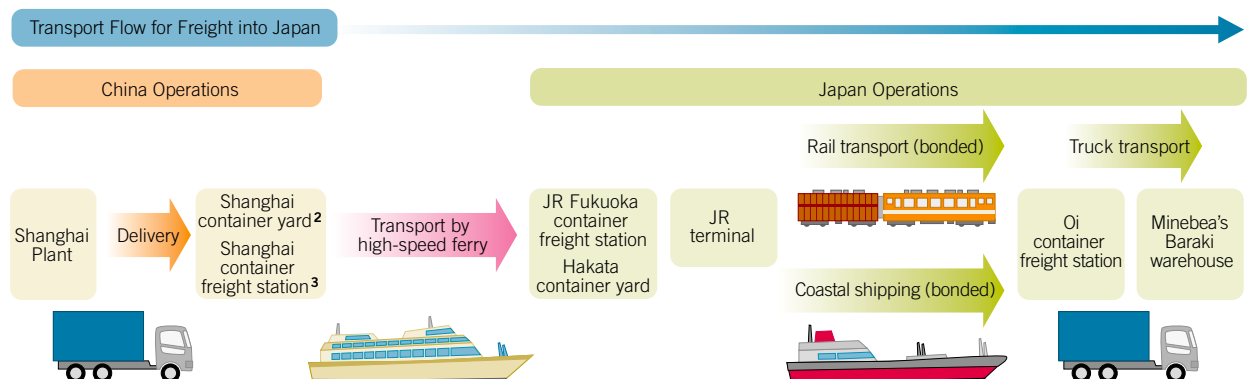 Transport Flow for Freight into Japan
China Operations
Japan Operations
Rail transport (bonded)
Truck transport
Shanghai
Plant
Delivery
Shanghai
container yard2
Shanghai
container
freight station3
Transport by
high-speed ferry
JR Fukuoka
container
freight station
Hakata
container yard
JR
terminal
Coastal shipping (bonded)
Oi
container
freight station
Minebea's
Baraki
warehouse